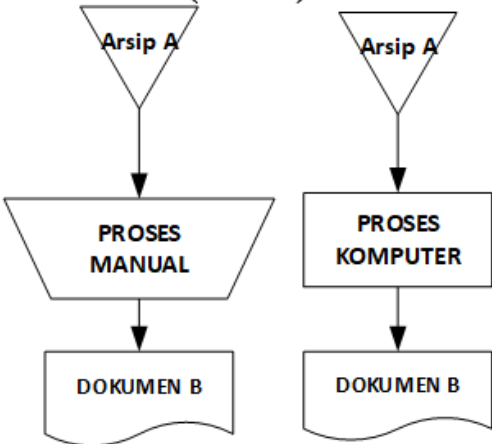 Arsip A
PROSES
MANUAL
DOKUMEN B
Arsip A
PROSES
KOMPUTER
DOKUMEN B